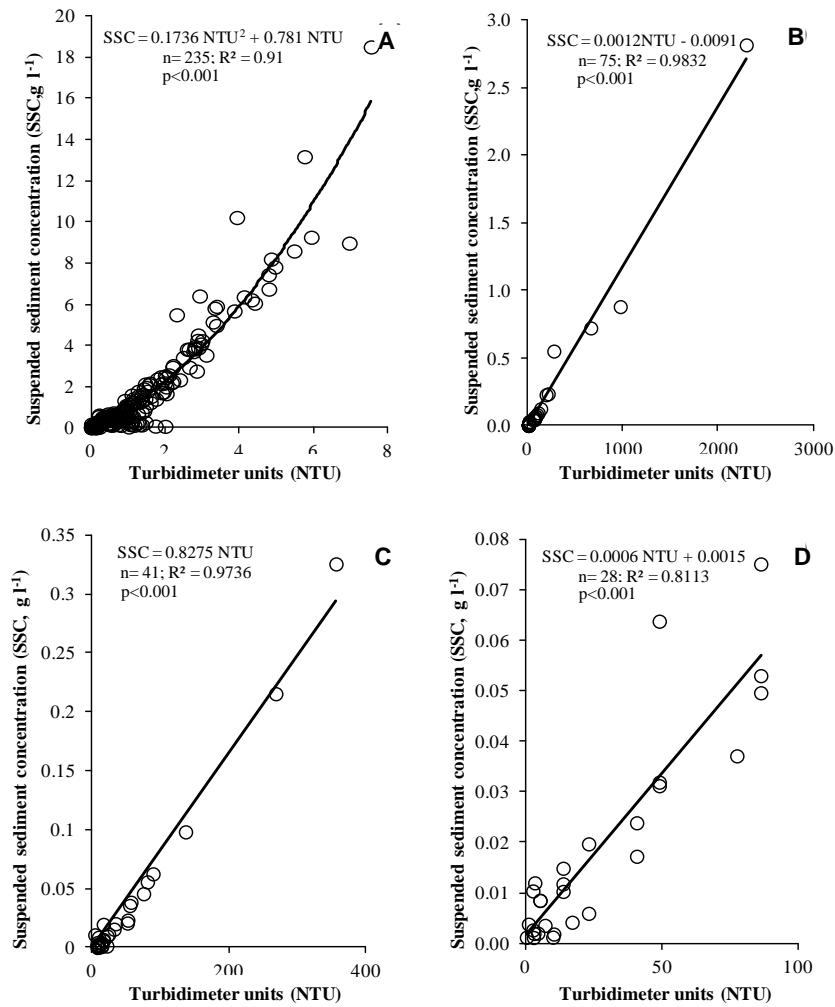 A
SSC = 0.1736 NTU² + 0.781 NTU
n= 235; R² = 0.91
p<0.001
Suspended sediment concentration (SSC,g l⁻¹)
20
18
16
14
12
10
8
6
4
2
0
0 2 4 6 8
Turbidimeter units (NTU)
B
SSC = 0.0012NTU - 0.0091
n= 75; R² = 0.9832
p<0.001
Suspended sediment concentration (SSC,g l⁻¹)
3.0
2.5
2.0
1.5
1.0
0.5
0.0
0 1000 2000 3000
Turbidimeter units (NTU)
C
SSC = 0.8275 NTU
n= 41; R² = 0.9736
p<0.001
Suspended sediment concentration (SSC, g l⁻¹)
0.35
0.3
0.25
0.2
0.15
0.1
0.05
0
0 200 400
Turbidimeter units (NTU)
D
SSC = 0.0006 NTU + 0.0015
n= 28: R² = 0.8113
p<0.001
Suspended sediment concentration (SSC, g l⁻¹)
0.08
0.07
0.06
0.05
0.04
0.03
0.02
0.01
0.00
0 50 100
Turbidimeter units (NTU)